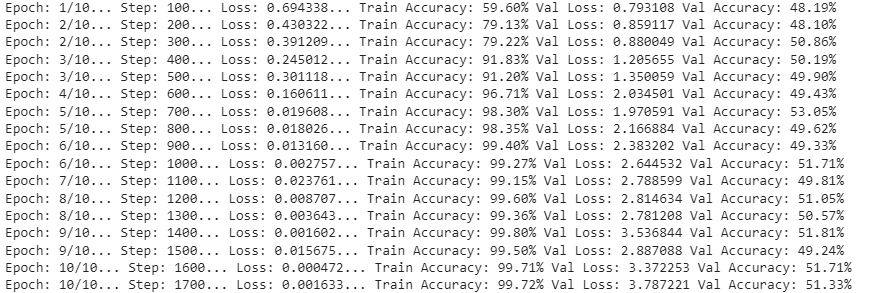 Epoch: 1/10... Step: 100... Loss: 0.694338... Train Accuracy: 59.60% Val Loss: 0.793108 Val Accuracy: 48.19%
Epoch: 2/10... Step: 200... Loss: 0.430322... Train Accuracy: 79.13% Val Loss: 0.859117 Val Accuracy: 48.10%
Epoch: 2/10... Step: 300... Loss: 0.391209... Train Accuracy: 79.22% Val Loss: 0.880049 Val Accuracy: 50.86%
Epoch: 3/10... Step: 400... Loss: 0.245012... Train Accuracy: 91.83% Val Loss: 1.205655 Val Accuracy: 50.19%
Epoch: 3/10... Step: 500... Loss: 0.301118... Train Accuracy: 91.20% Val Loss: 1.350059 Val Accuracy: 49.90%
Epoch: 4/10... Step: 600... Loss: 0.160611... Train Accuracy: 96.71% Val Loss: 2.034501 Val Accuracy: 49.43%
Epoch: 5/10... Step: 700... Loss: 0.019608... Train Accuracy: 98.30% Val Loss: 1.970591 Val Accuracy: 53.05%
Epoch: 5/10... Step: 800... Loss: 0.018026... Train Accuracy: 98.35% Val Loss: 2.166884 Val Accuracy: 49.62%
Epoch: 6/10... Step: 900... Loss: 0.013160... Train Accuracy: 99.40% Val Loss: 2.383202 Val Accuracy: 49.33%
Epoch: 6/10... Step: 1000... Loss: 0.002757... Train Accuracy: 99.27% Val Loss: 2.644532 Val Accuracy: 51.71%
Epoch: 7/10... Step: 1100... Loss: 0.023761... Train Accuracy: 99.15% Val Loss: 2.788599 Val Accuracy: 49.81%
Epoch: 8/10... Step: 1200... Loss: 0.008707... Train Accuracy: 99.60% Val Loss: 2.814634 Val Accuracy: 51.05%
Epoch: 8/10... Step: 1300... Loss: 0.003643... Train Accuracy: 99.36% Val Loss: 2.781208 Val Accuracy: 50.57%
Epoch: 9/10... Step: 1400... Loss: 0.001602... Train Accuracy: 99.80% Val Loss: 3.536844 Val Accuracy: 51.81%
Epoch: 9/10... Step: 1500... Loss: 0.015675... Train Accuracy: 99.50% Val Loss: 2.887088 Val Accuracy: 49.24%
Epoch: 10/10... Step: 1600... Loss: 0.000472... Train Accuracy: 99.71% Val Loss: 3.372253 Val Accuracy: 51.71%
Epoch: 10/10... Step: 1700... Loss: 0.001633... Train Accuracy: 99.72% Val Loss: 3.787221 Val Accuracy: 51.33%